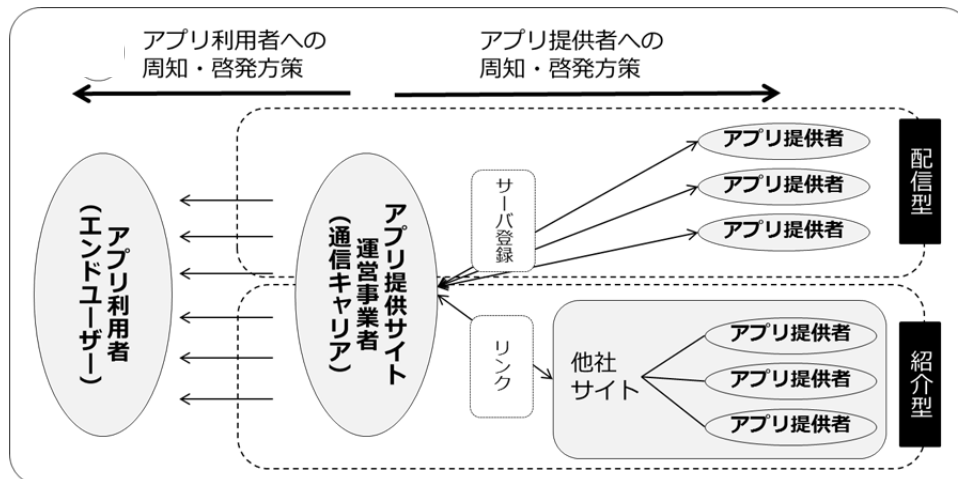 アプリ利用者への
周知・啓発方策
アプリ提供者への
周知・啓発方策
アプリ利用者
(エンドユーザー)
アプリ提供サイト
運営事業者
(通信キャリア)
サーバ登録
アプリ提供者
アプリ提供者
アプリ提供者
配信型
リンク
他社
サイト
アプリ提供者
アプリ提供者
アプリ提供者
紹介型